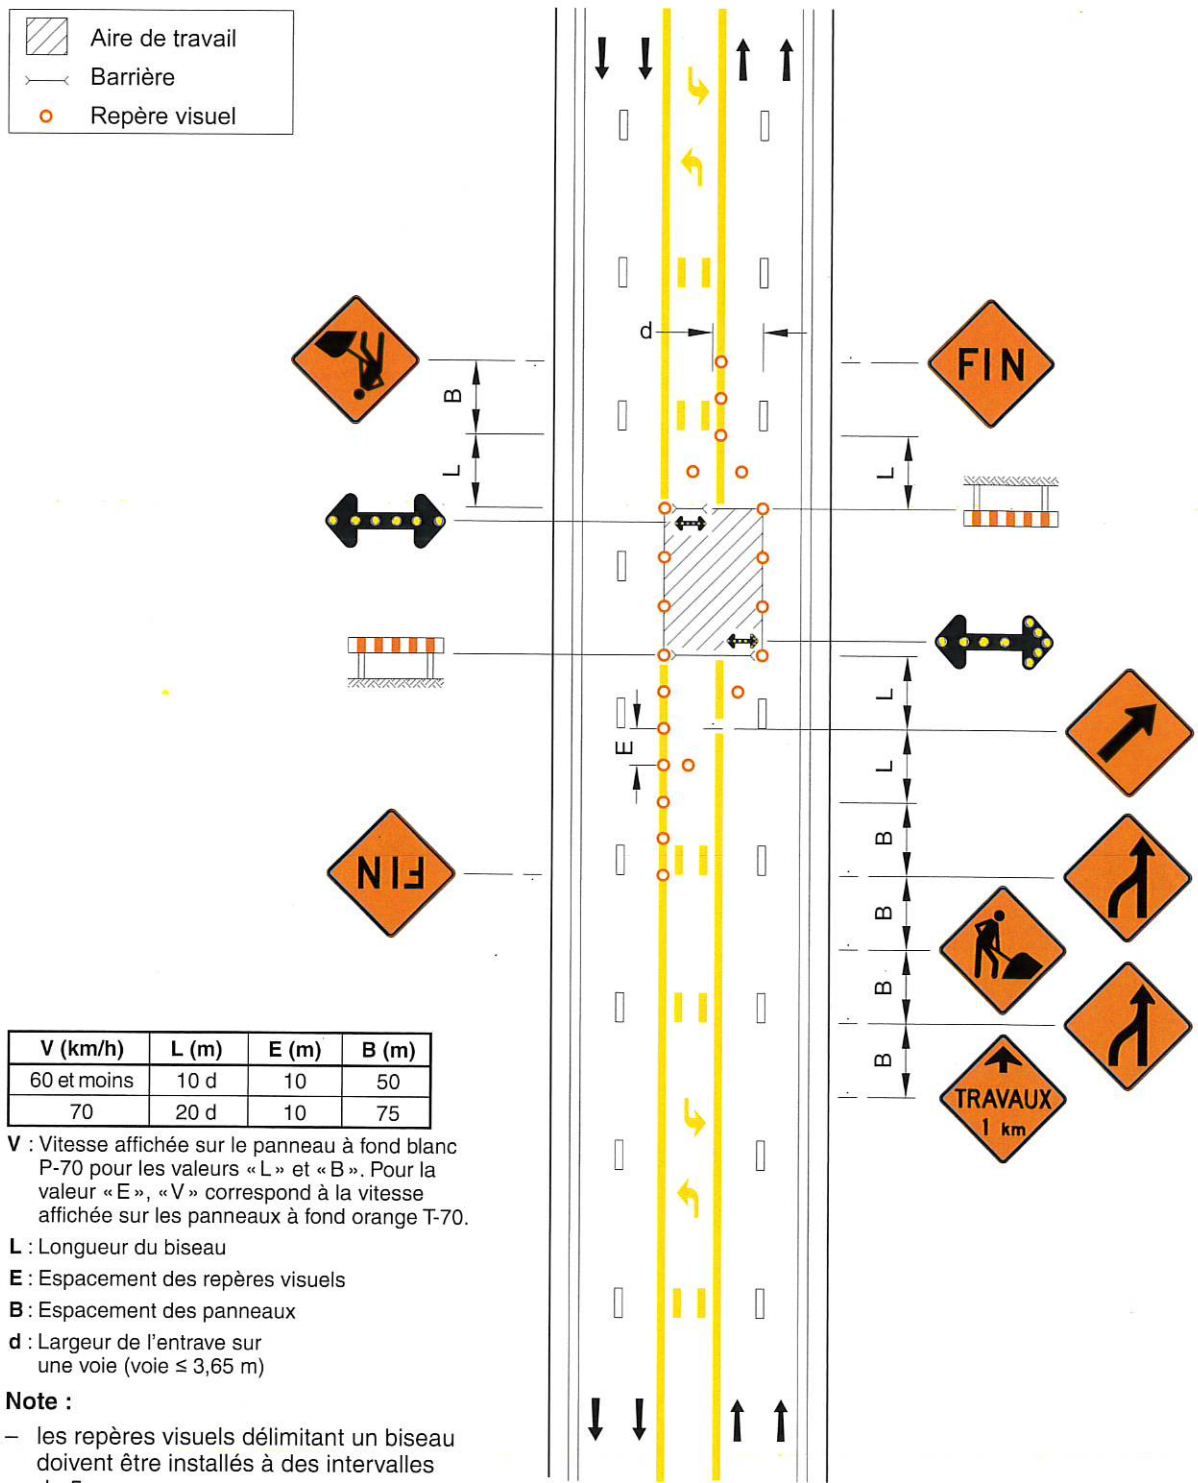 Aire de travail
Barrière
Repère visuel
d
B
L
FIN
L
L
E
L
B
FIN
B
B
B
TRAVAUX
1 km
V (km/h) L (m) E (m) B (m)
60 et moins 10 d 10 50
70 20 d 10 75
V : Vitesse affichée sur le panneau à fond blanc
P-70 pour les valeurs « L » et « B ». Pour la
valeur « E », « V » correspond à la vitesse
affichée sur les panneaux à fond orange T-70.
L : Longueur du biseau
E : Espacement des repères visuels
B : Espacement des panneaux
d : Largeur de l'entrave sur
une voie (voie ≤ 3,65 m)
Note :
– les repères visuels délimitant un biseau
doivent être installés à des intervalles